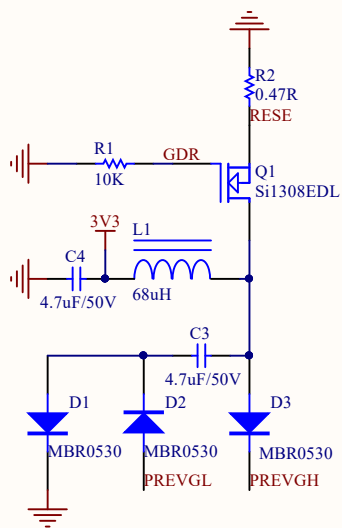 R2
0.47R
RESE
R1
GDR
10K
Q1
Si1308EDL
3V3
L1
C4
4.7uF/50V
68uH
C3
4.7uF/50V
D1
D2
D3
MBR0530
MBR0530
MBR0530
PREVGL
PREVGH